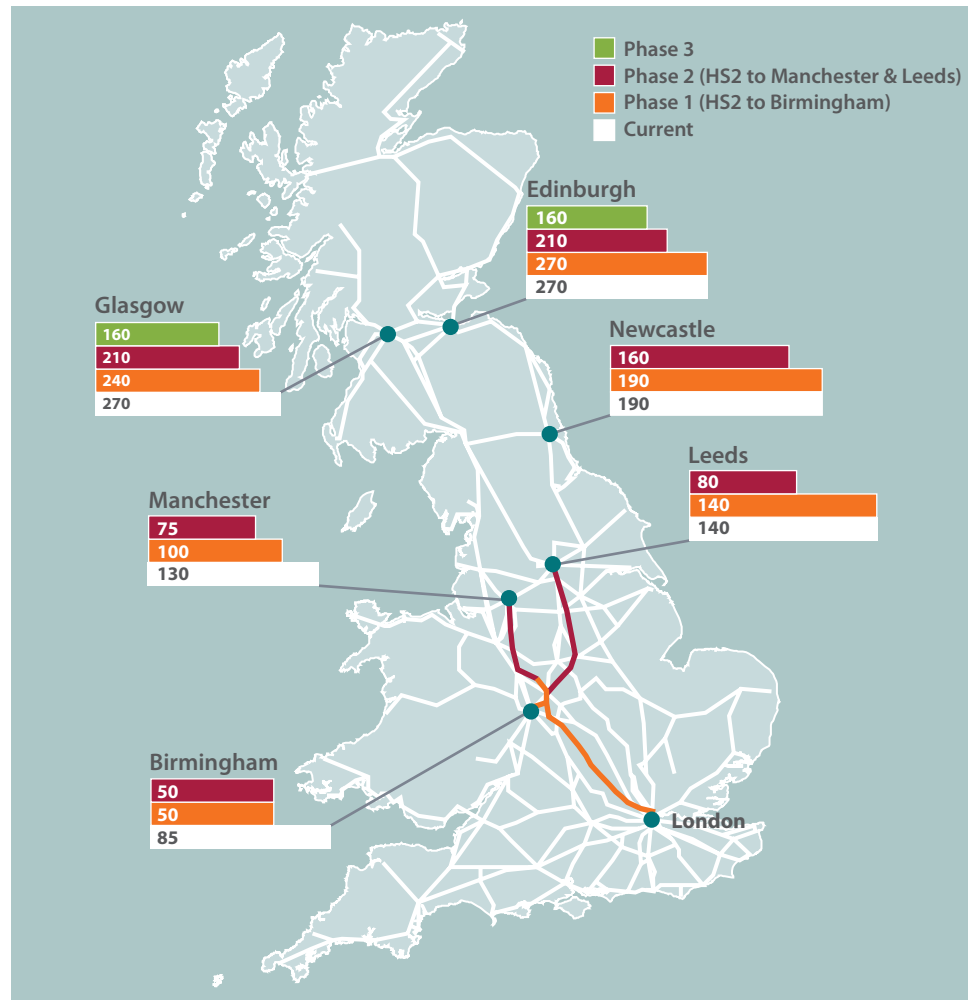 Phase 3
Phase 2 (HS2 to Manchester & Leeds)
Phase 1 (HS2 to Birmingham)
Current
Edinburgh
160
210
270
270
Glasgow
160
210
240
270
Newcastle
160
190
190
Leeds
80
140
140
Manchester
75
100
130
Birmingham
50
50
85
London